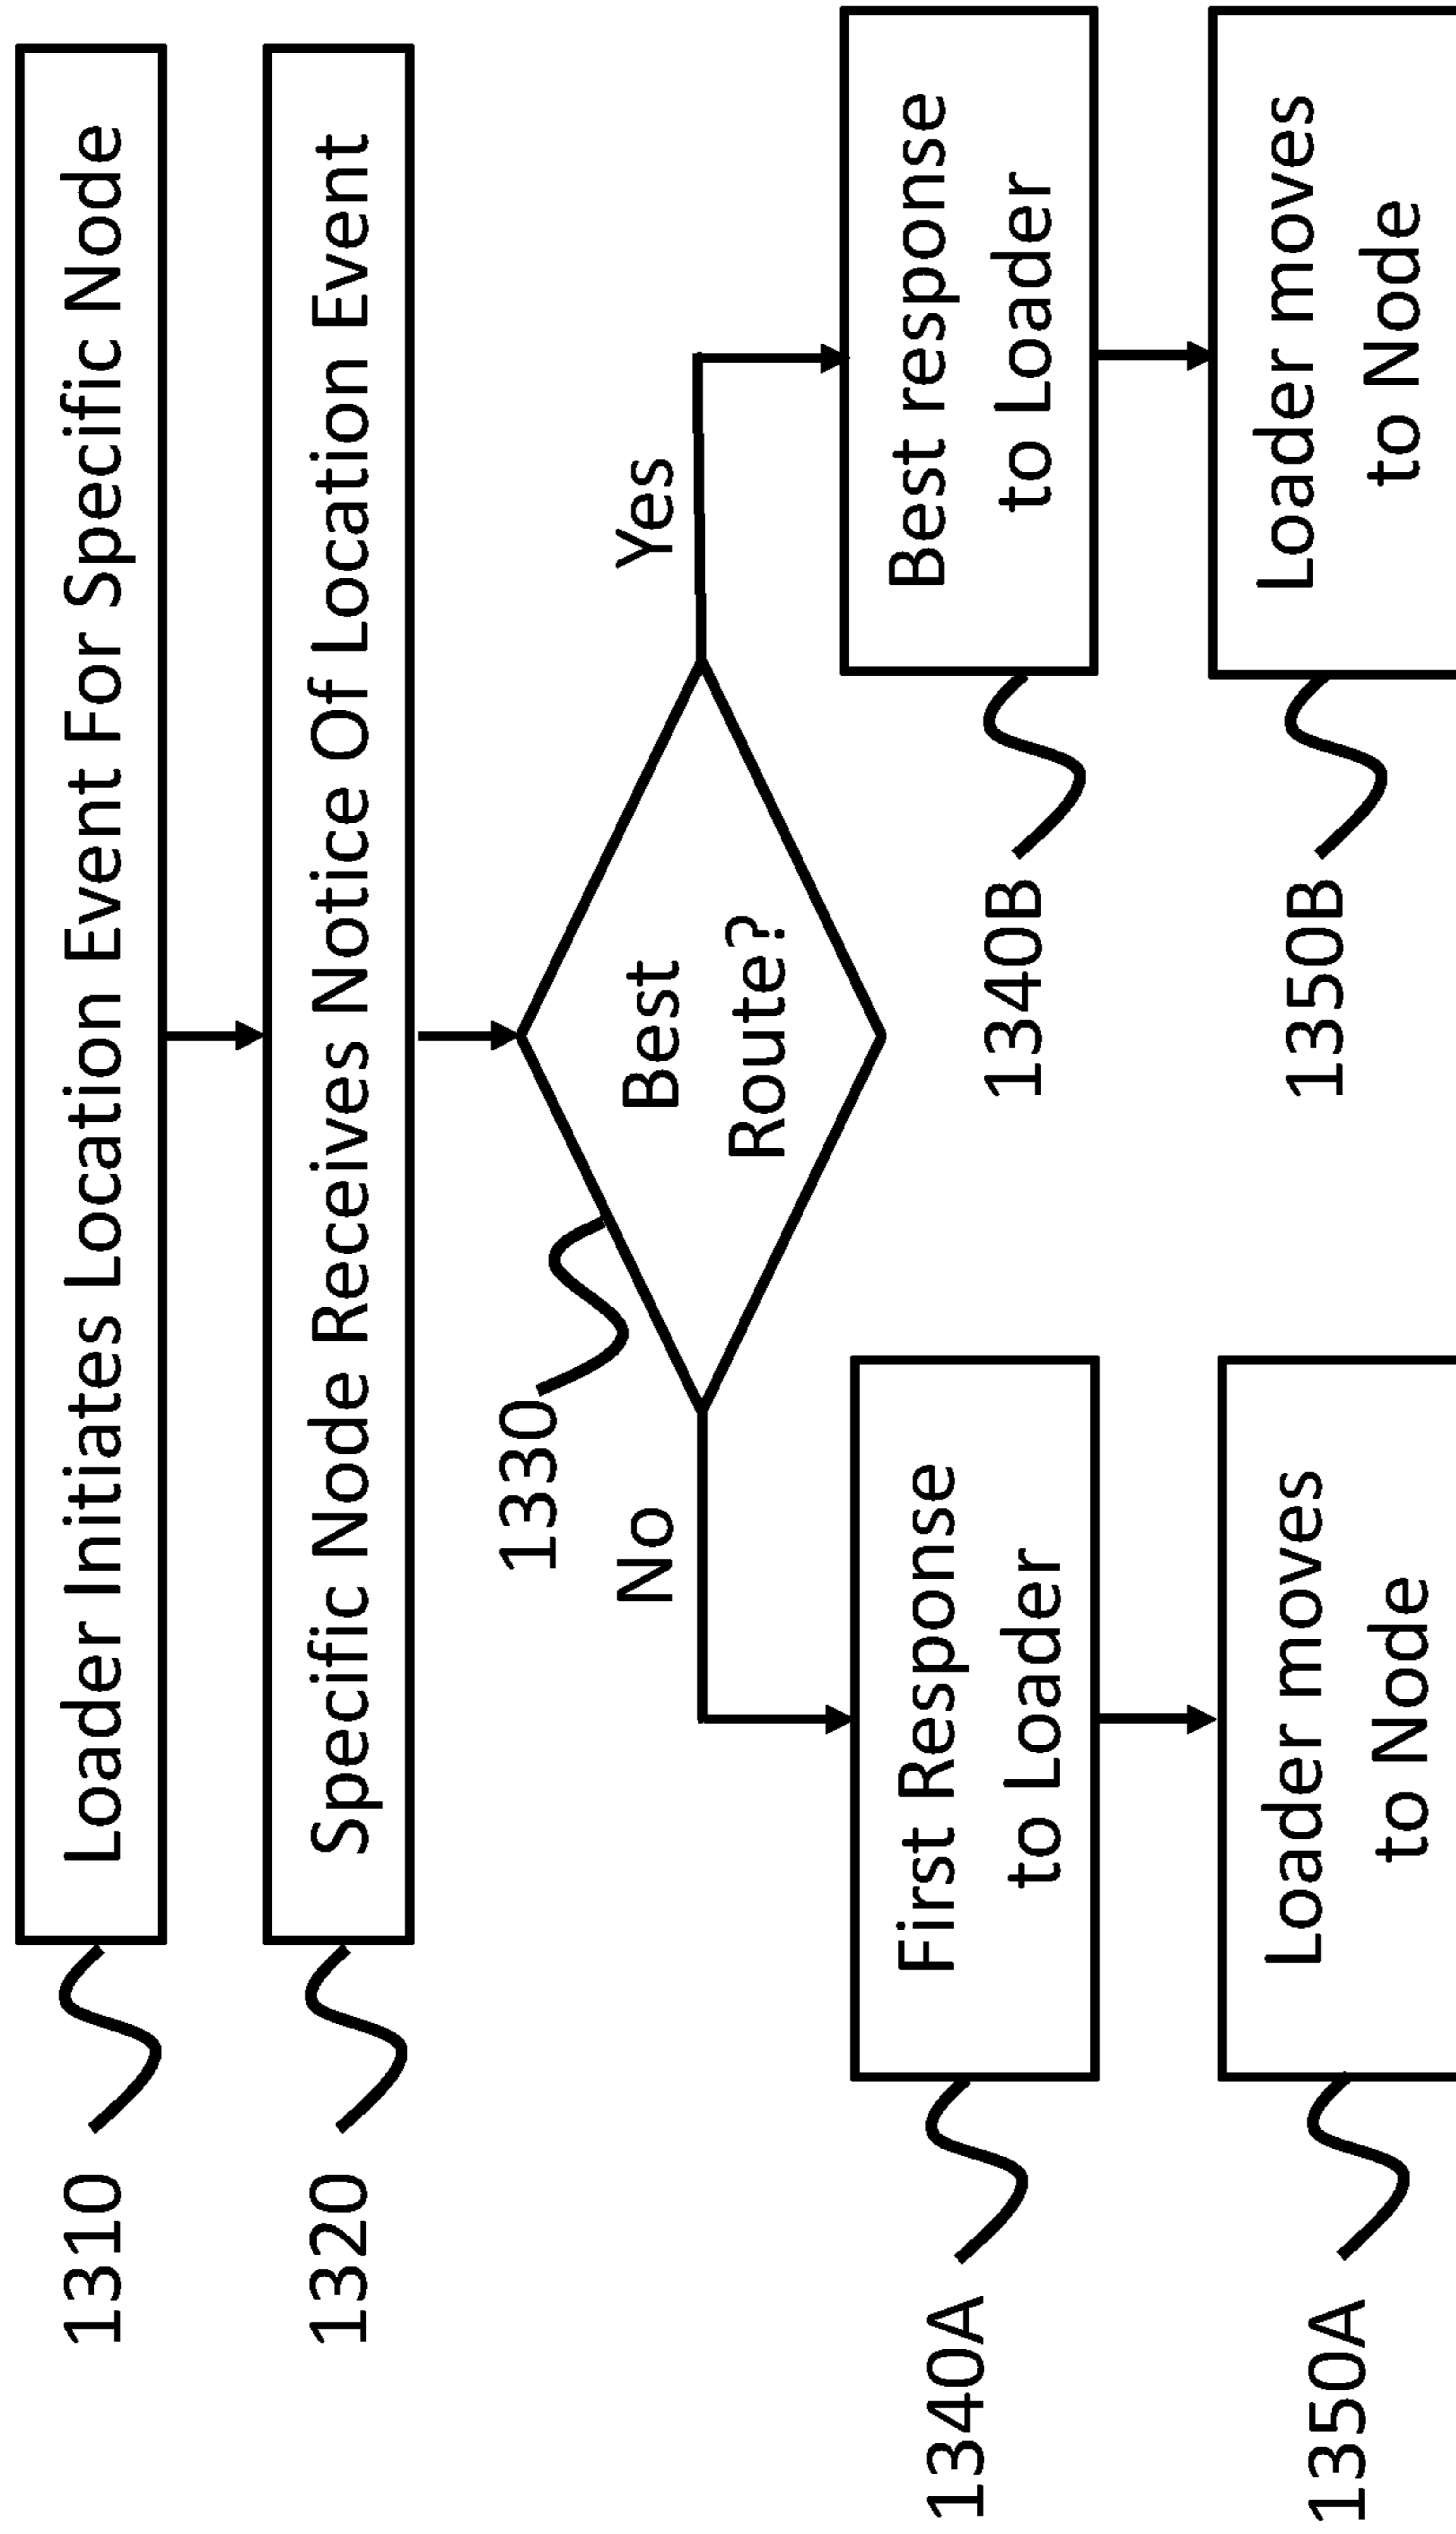 1310
Loader Initiates Location Event For Specific Node
1320
Specific Node Receives Notice Of Location Event
1330
Best
Route?
No
Yes
1340A
First Response
to Loader
1340B
Best response
to Loader
1350A
Loader moves
to Node
1350B
Loader moves
to Node